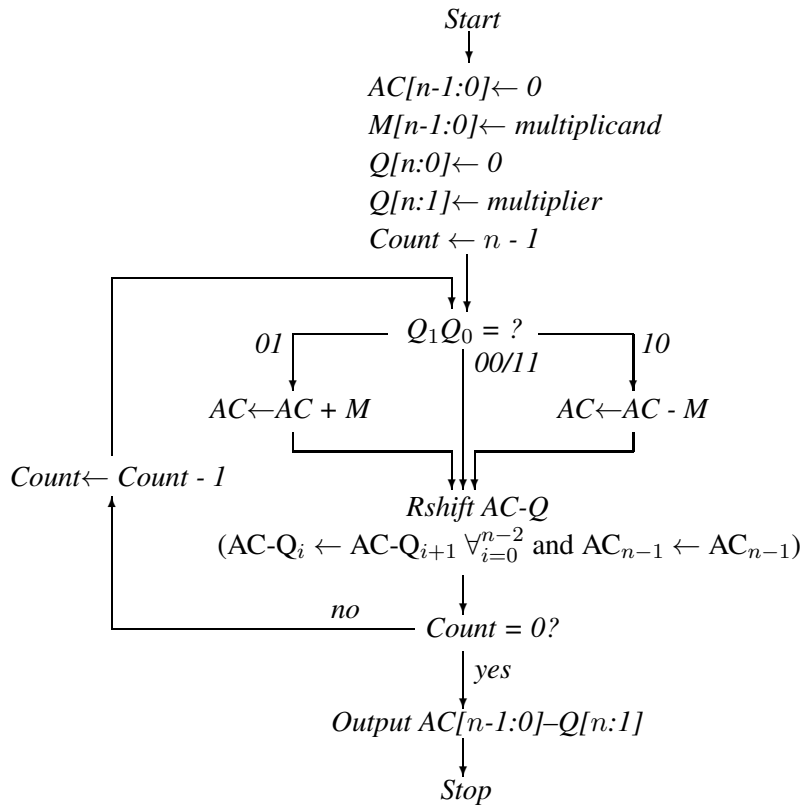 Start
AC[n-1:0]← 0
M[n-1:0]← multiplicand
Q[n:0]← 0
Q[n:1]← multiplier
Count ← n - 1
Q₁Q₀ = ?
01
00/11
10
AC←AC + M
AC←AC - M
Count← Count - 1
Rshift AC-Q
(AC-Qᵢ ← AC-Qᵢ₊₁ ∀ᵢ₌₀ⁿ⁻² and ACₙ₋₁ ← ACₙ₋₁)
no
Count = 0?
yes
Output AC[n-1:0]–Q[n:1]
Stop